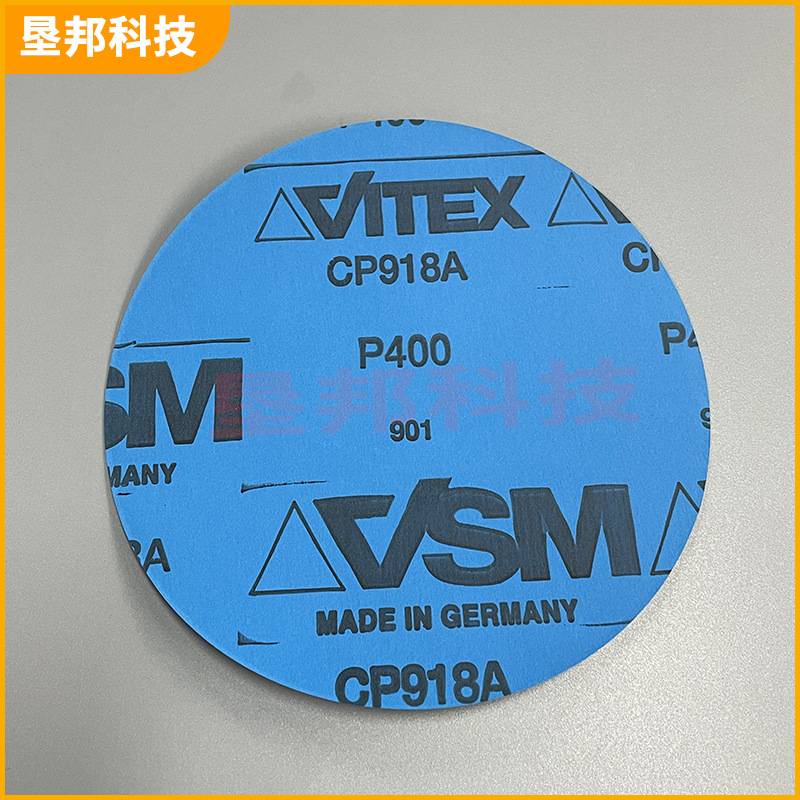 垦邦科技
P400
VITEX
CP918A
P400
垦邦科技
901
SM
MANY
VSM
MADE IN GERMANY
CP918A